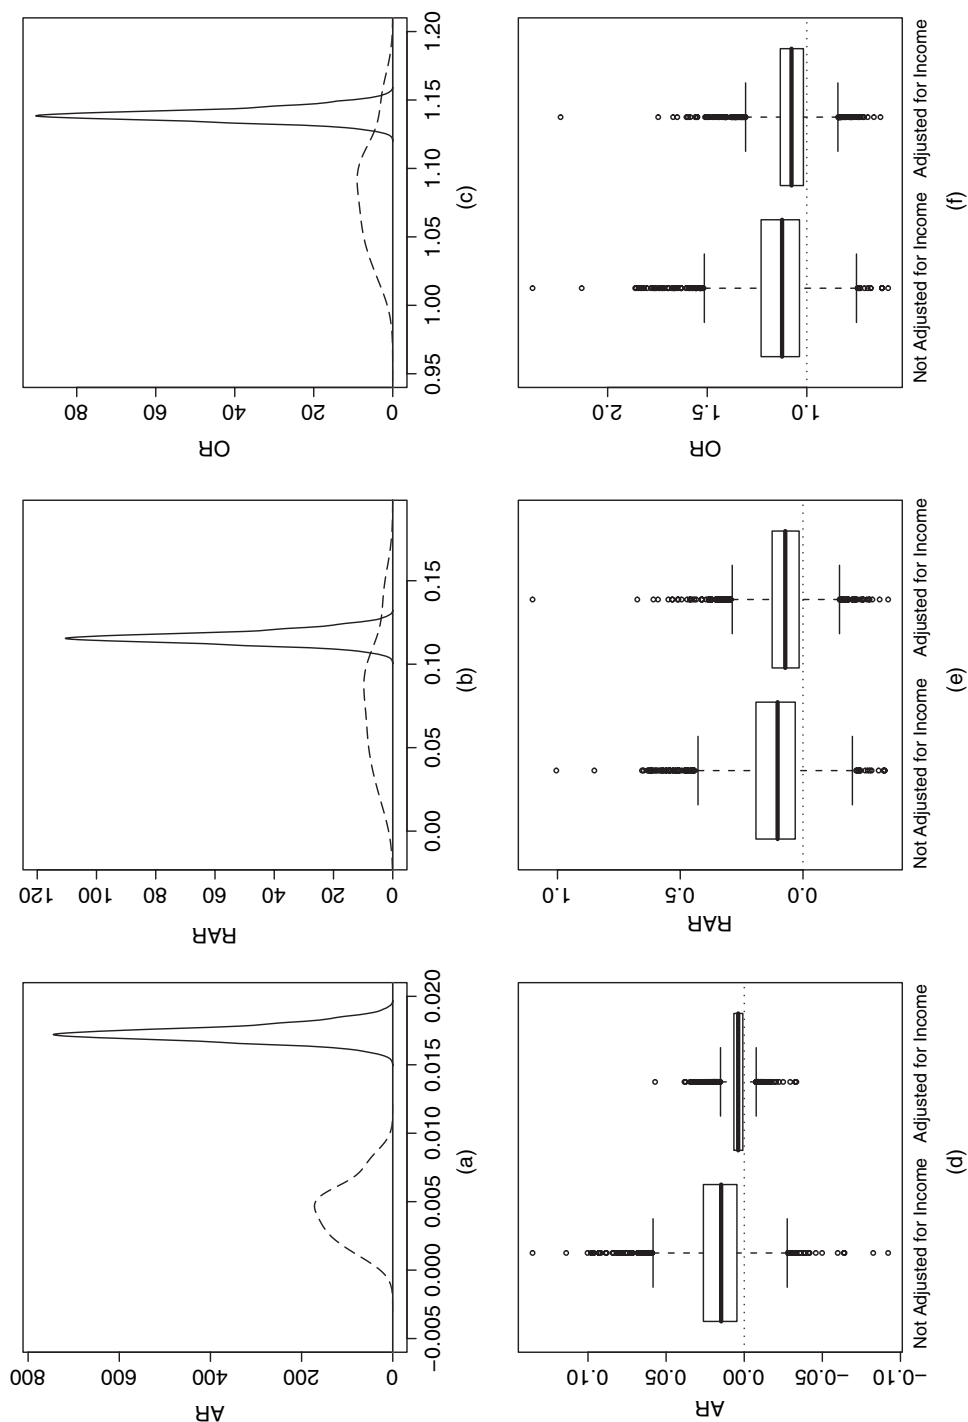 AR
0 200 400 600 800
−0.005 0.000 0.005 0.010 0.015 0.020
(a)
RAR
0 20 40 60 80 100 120
0.00 0.05 0.10 0.15
(b)
OR
0 20 40 60 80
0.95 1.00 1.05 1.10 1.15 1.20
(c)
AR
−0.10 −0.05 0.00 0.05 0.10
Not Adjusted for Income Adjusted for Income
(d)
RAR
0.0 0.5 1.0
Not Adjusted for Income Adjusted for Income
(e)
OR
1.0 1.5 2.0
Not Adjusted for Income Adjusted for Income
(f)